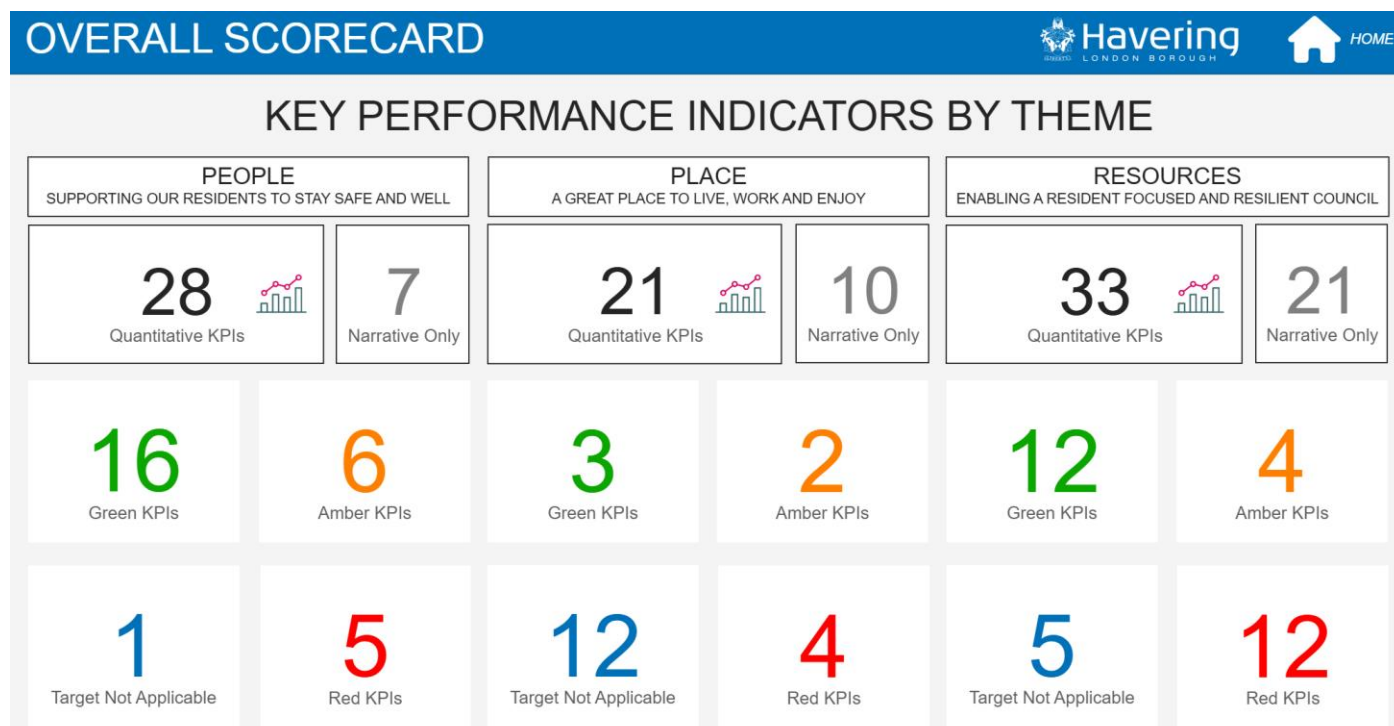 OVERALL SCORECARD
Havering
LONDON BOROUGH
HOME
KEY PERFORMANCE INDICATORS BY THEME
PEOPLE
SUPPORTING OUR RESIDENTS TO STAY SAFE AND WELL
PLACE
A GREAT PLACE TO LIVE, WORK AND ENJOY
RESOURCES
ENABLING A RESIDENT FOCUSED AND RESILIENT COUNCIL
28
Quantitative KPIs
7
Narrative Only
21
Quantitative KPIs
10
Narrative Only
33
Quantitative KPIs
21
Narrative Only
16
Green KPIs
6
Amber KPIs
3
Green KPIs
2
Amber KPIs
12
Green KPIs
4
Amber KPIs
1
Target Not Applicable
5
Red KPIs
12
Target Not Applicable
4
Red KPIs
5
Target Not Applicable
12
Red KPIs